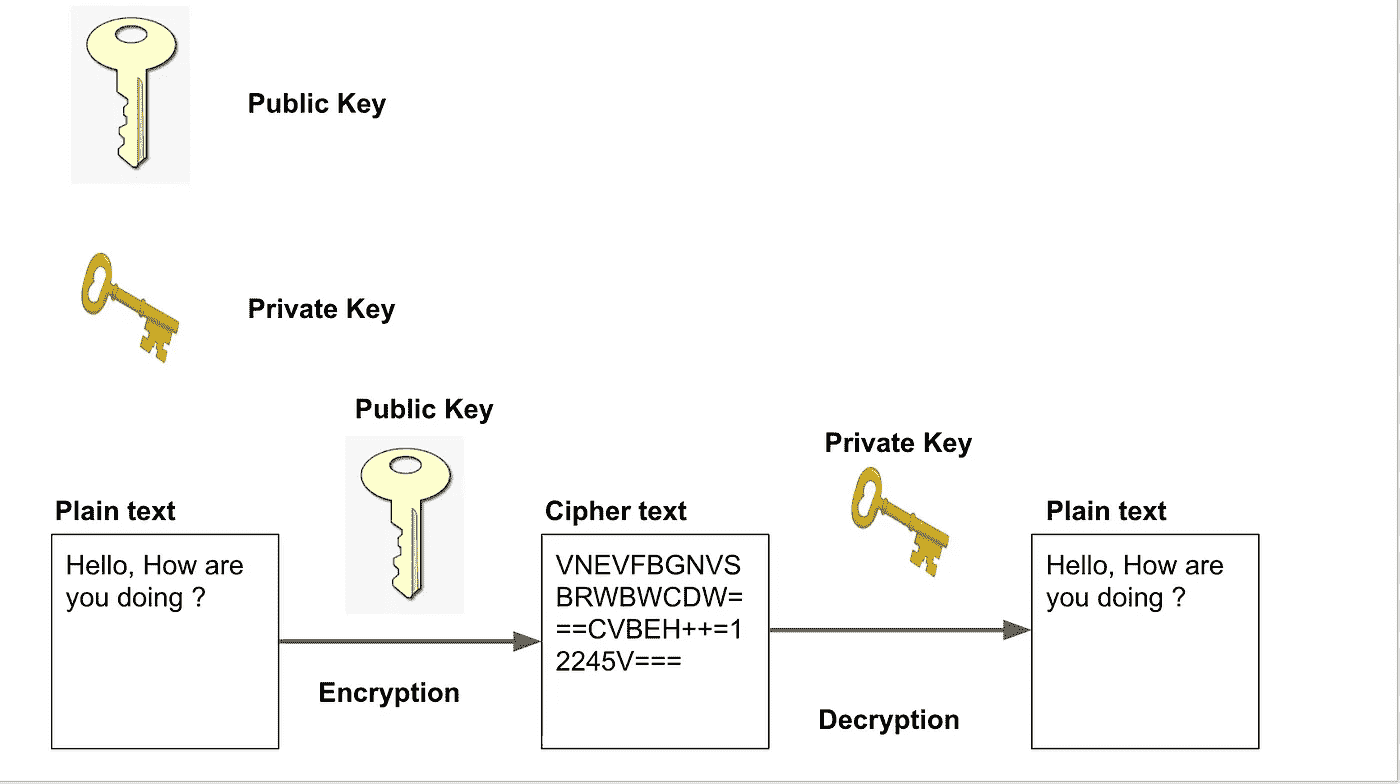 Public Key
Private Key
Public Key
Private Key
Plain text
Cipher text
Plain text
Hello, How are
you doing ?
VNEVFBGNVS
BRWBWCDW=
==CVBEH++=1
2245V===
Hello, How are
you doing ?
Encryption
Decryption